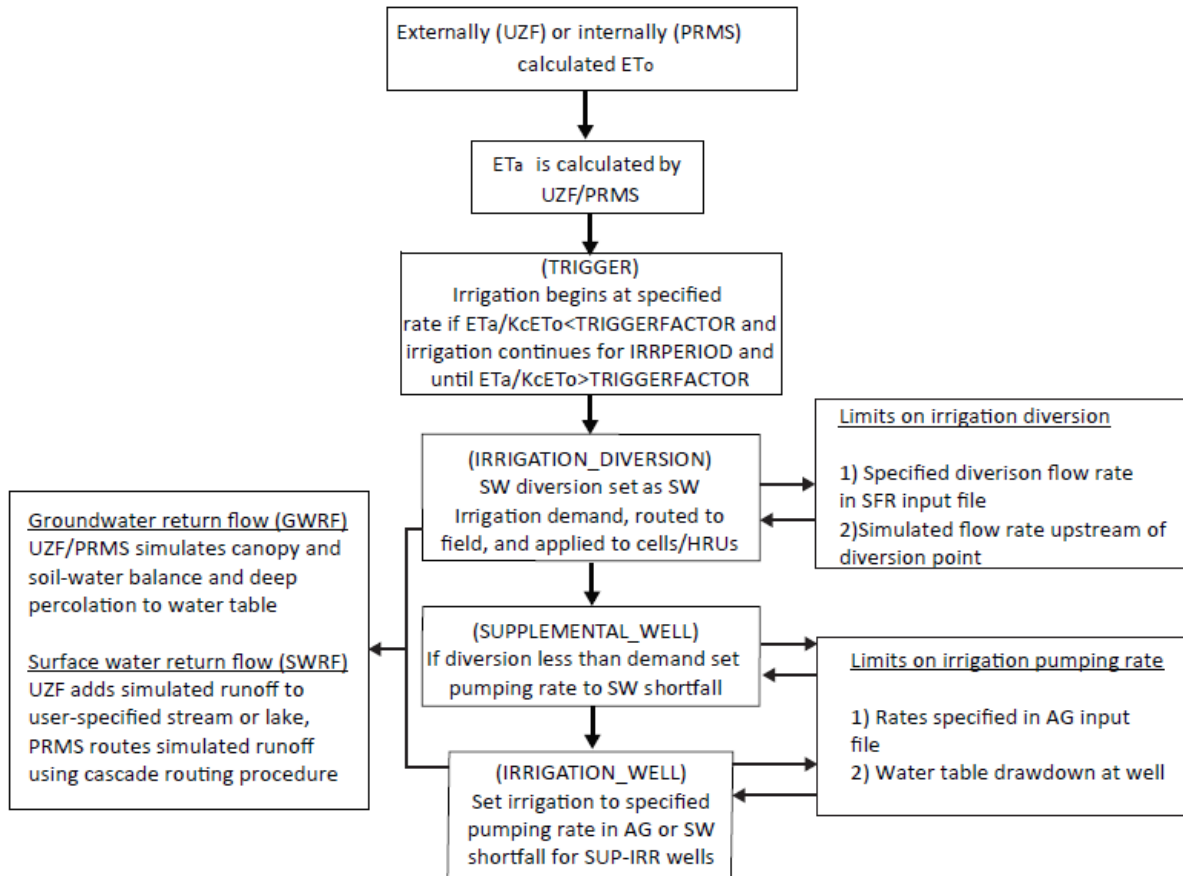 Externally (UZF) or internally (PRMS)
calculated ETo
ETa is calculated by
UZF/PRMS
(TRIGGER)
Irrigation begins at specified
rate if ETa/KcETo<TRIGGERFACTOR and
irrigation continues for IRRPERIOD and
until ETa/KcETo>TRIGGERFACTOR
(IRRIGATION_DIVERSION)
SW diversion set as SW
Irrigation demand, routed to
field, and applied to cells/HRUs
Limits on irrigation diversion
1) Specified diverison flow rate
in SFR input file
2)Simulated flow rate upstream of
diversion point
Groundwater return flow (GWRF)
UZF/PRMS simulates canopy and
soil-water balance and deep
percolation to water table
Surface water return flow (SWRF)
UZF adds simulated runoff to
user-specified stream or lake,
PRMS routes simulated runoff
using cascade routing procedure
(SUPPLEMENTAL_WELL)
If diversion less than demand set
pumping rate to SW shortfall
Limits on irrigation pumping rate
1) Rates specified in AG input
file
2) Water table drawdown at well
(IRRIGATION_WELL)
Set irrigation to specified
pumping rate in AG or SW
shortfall for SUP-IRR wells